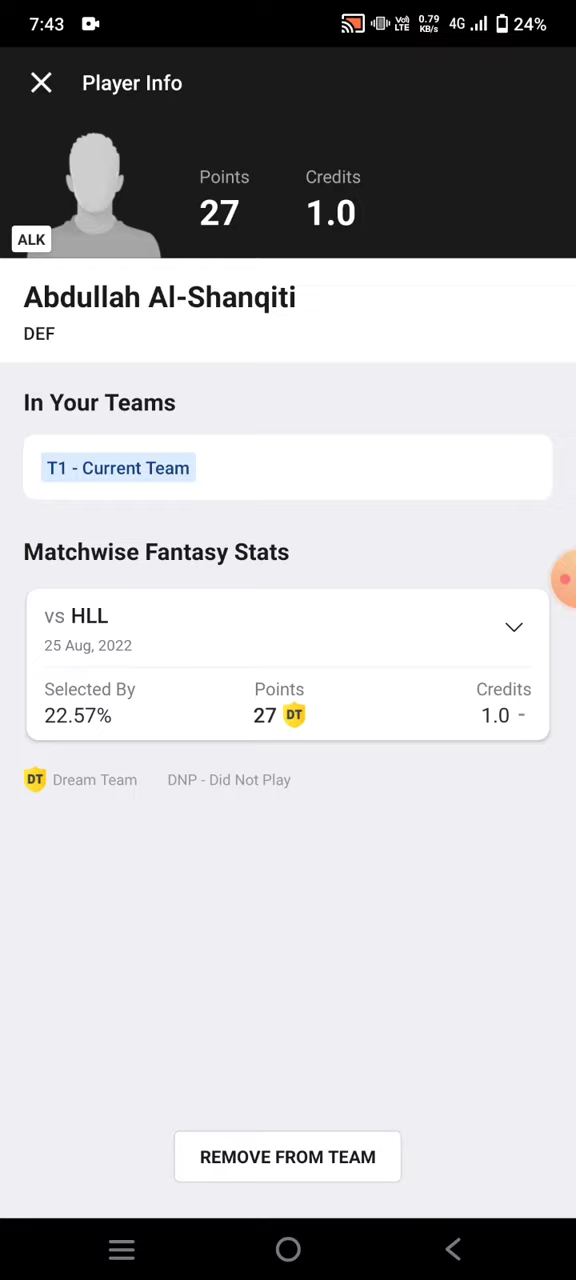 7:43
Vol LTE
0.79 KB/s
4G
24%
Player Info
Points
Credits
27
1.0
ALK
Abdullah Al-Shanqiti
DEF
In Your Teams
T1 - Current Team
Matchwise Fantasy Stats
vs HLL
25 Aug, 2022
Selected By
Points
Credits
22.57%
27 DT
1.0 -
DT Dream Team
DNP - Did Not Play
REMOVE FROM TEAM